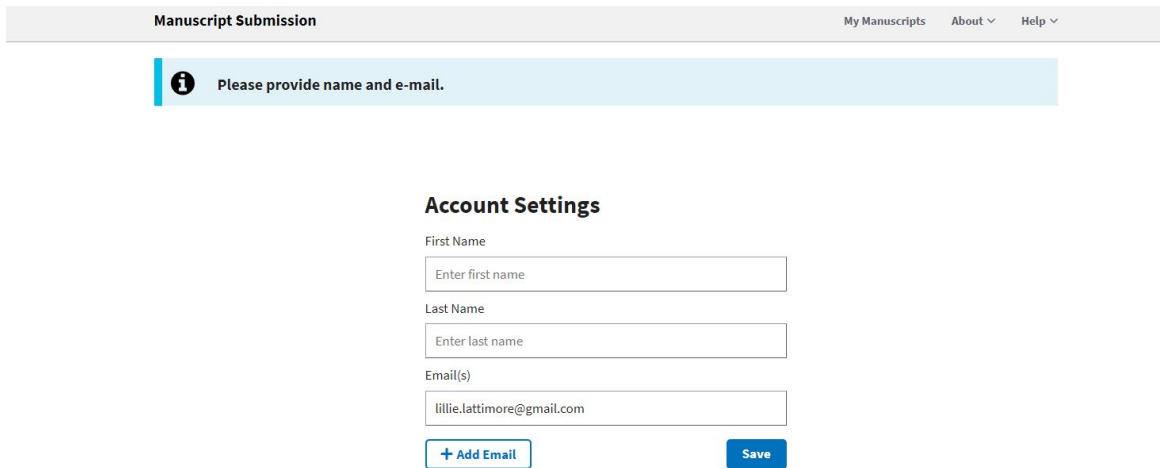 Manuscript Submission My Manuscripts About Help
Please provide name and e-mail.
Account Settings
First Name
Enter first name
Last Name
Enter last name
Email(s)
lillie.lattimore@gmail.com
+ Add Email Save